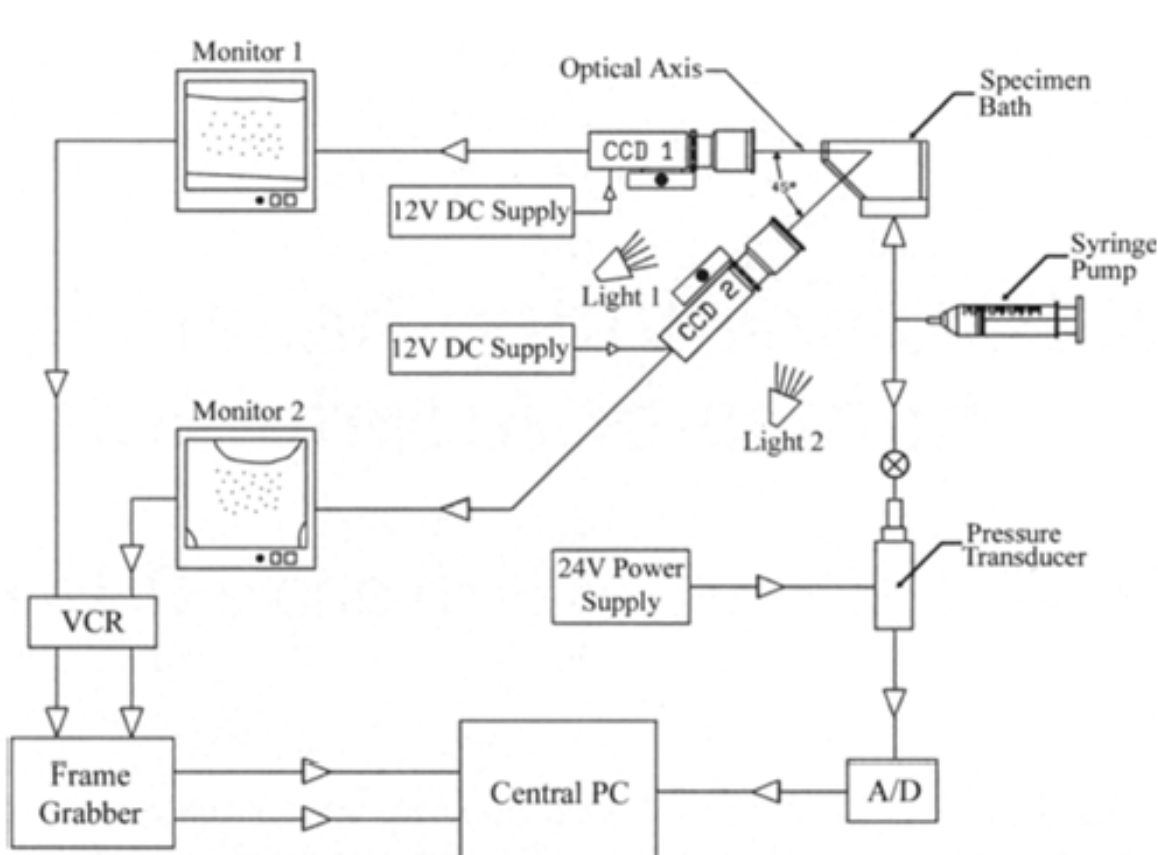 Monitor 1
Optical Axis
Specimen
Bath
CCD 1
45°
12V DC Supply
Syringe
Pump
Light 1
CCD 2
12V DC Supply
Monitor 2
Light 2
Pressure
Transducer
24V Power
Supply
VCR
Frame
Grabber
Central PC
A/D